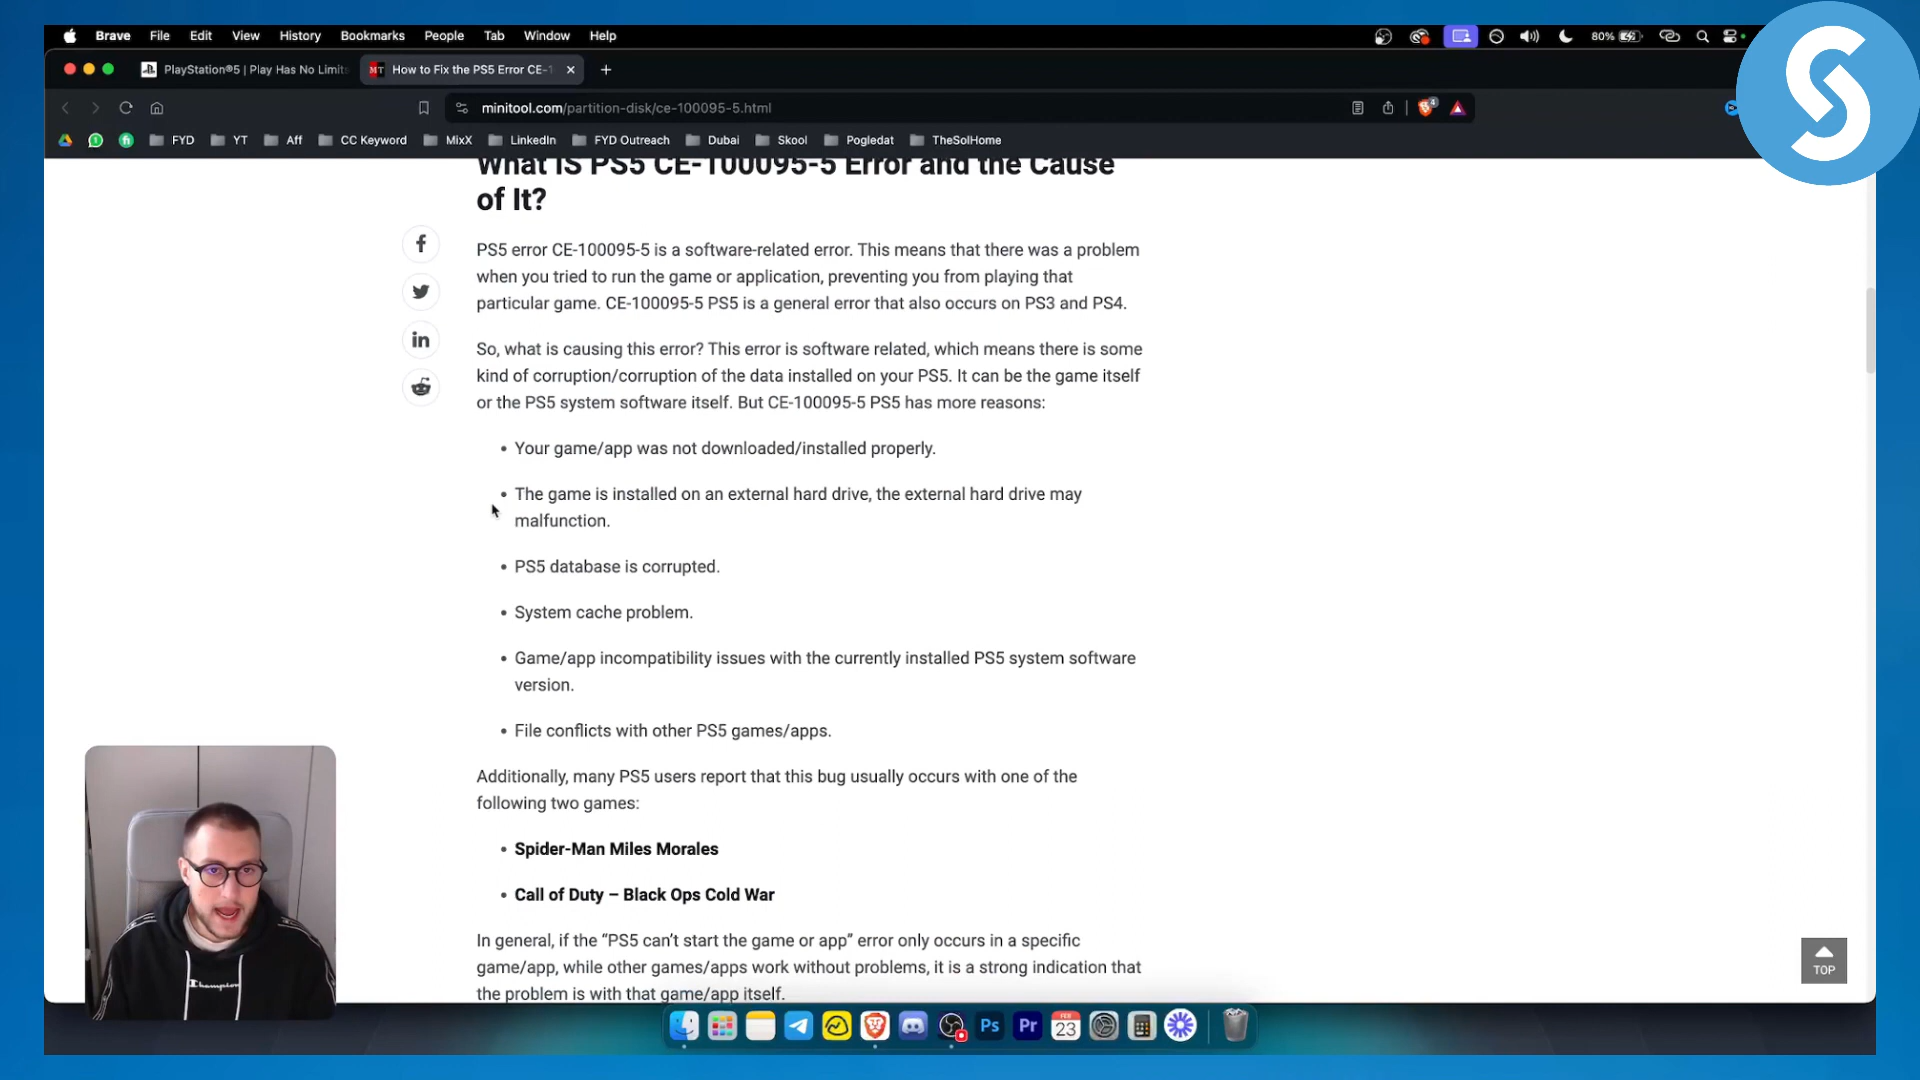 Brave File Edit View History Bookmarks People Tab Window Help 80%
PlayStation®5 | Play Has No Limits
MT How to Fix the PS5 Error CE-1
minitool.com/partition-disk/ce-100095-5.html
4
FYD YT Aff CC Keyword MixX LinkedIn FYD Outreach Dubai Skool Pogledat TheSolHome
What IS PS5 CE-100095-5 Error and the Cause
of It?
PS5 error CE-100095-5 is a software-related error. This means that there was a problem
when you tried to run the game or application, preventing you from playing that
particular game. CE-100095-5 PS5 is a general error that also occurs on PS3 and PS4.
So, what is causing this error? This error is software related, which means there is some
kind of corruption/corruption of the data installed on your PS5. It can be the game itself
or the PS5 system software itself. But CE-100095-5 PS5 has more reasons:
• Your game/app was not downloaded/installed properly.
• The game is installed on an external hard drive, the external hard drive may
malfunction.
• PS5 database is corrupted.
• System cache problem.
• Game/app incompatibility issues with the currently installed PS5 system software
version.
• File conflicts with other PS5 games/apps.
Additionally, many PS5 users report that this bug usually occurs with one of the
following two games:
• Spider-Man Miles Morales
• Call of Duty – Black Ops Cold War
In general, if the “PS5 can’t start the game or app” error only occurs in a specific
game/app, while other games/apps work without problems, it is a strong indication that
the problem is with that game/app itself.
TOP
Champion
Ps Pr FEB 23